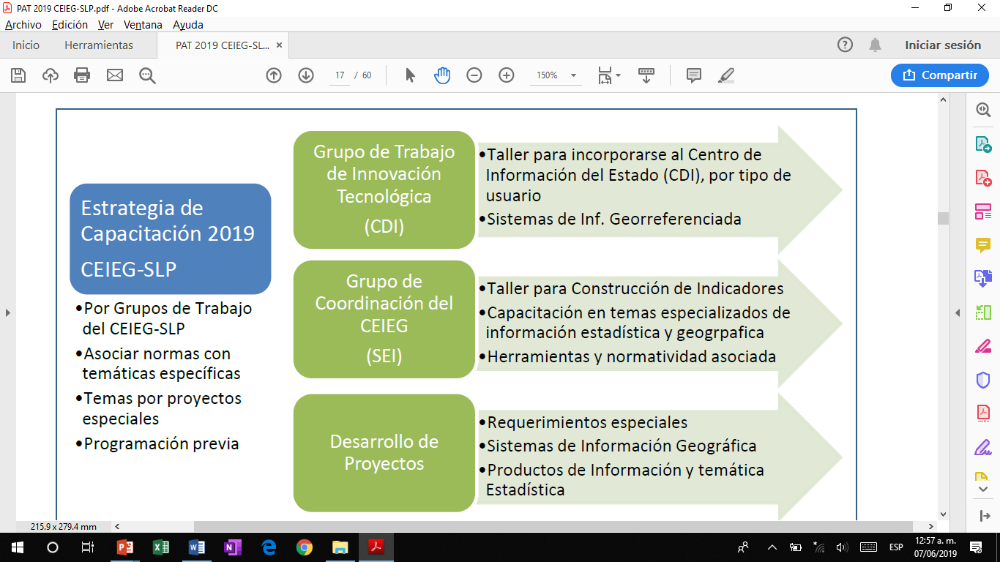 PAT 2019 CEIEG-SLP.pdf - Adobe Acrobat Reader DC
Archivo Edición Ver Ventana Ayuda
Inicio Herramientas PAT 2019 CEIEG-SL... × Iniciar sesión
17 / 60 150% Compartir
Estrategia de
Capacitación 2019
CEIEG-SLP
•Por Grupos de Trabajo
del CEIEG-SLP
•Asociar normas con
temáticas específicas
•Temas por proyectos
especiales
•Programación previa
Grupo de Trabajo
de Innovación
Tecnológica
(CDI)
•Taller para incorporarse al Centro de
Información del Estado (CDI), por tipo de
usuario
•Sistemas de Inf. Georreferenciada
Grupo de
Coordinación del
CEIEG
(SEI)
•Taller para Construcción de Indicadores
•Capacitación en temas especializados de
información estadística y geogrpafica
•Herramientas y normatividad asociada
Desarrollo de
Proyectos
•Requerimientos especiales
•Sistemas de Información Geográfica
•Productos de Información y temática
Estadística
215.9 x 279.4 mm
ESP
12:57 a. m.
07/06/2019